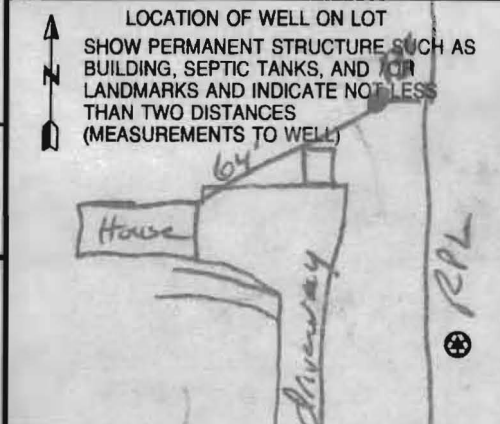 LOCATION OF WELL ON LOT
SHOW PERMANENT STRUCTURE SUCH AS
BUILDING, SEPTIC TANKS, AND /OR
LANDMARKS AND INDICATE NOT LESS
THAN TWO DISTANCES
(MEASUREMENTS TO WELL)
N
64'
House
driveway
RPL